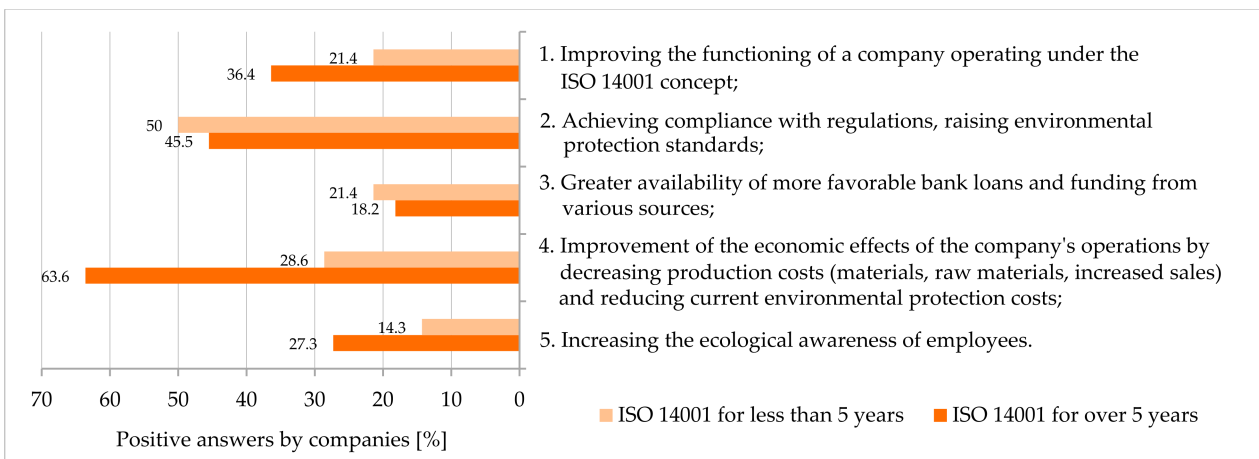 21.4
36.4
1. Improving the functioning of a company operating under the
ISO 14001 concept;
50
45.5
2. Achieving compliance with regulations, raising environmental
protection standards;
21.4
18.2
3. Greater availability of more favorable bank loans and funding from
various sources;
28.6
63.6
4. Improvement of the economic effects of the company's operations by
decreasing production costs (materials, raw materials, increased sales)
and reducing current environmental protection costs;
14.3
27.3
5. Increasing the ecological awareness of employees.
70 60 50 40 30 20 10 0
Positive answers by companies [%]
ISO 14001 for less than 5 years
ISO 14001 for over 5 years